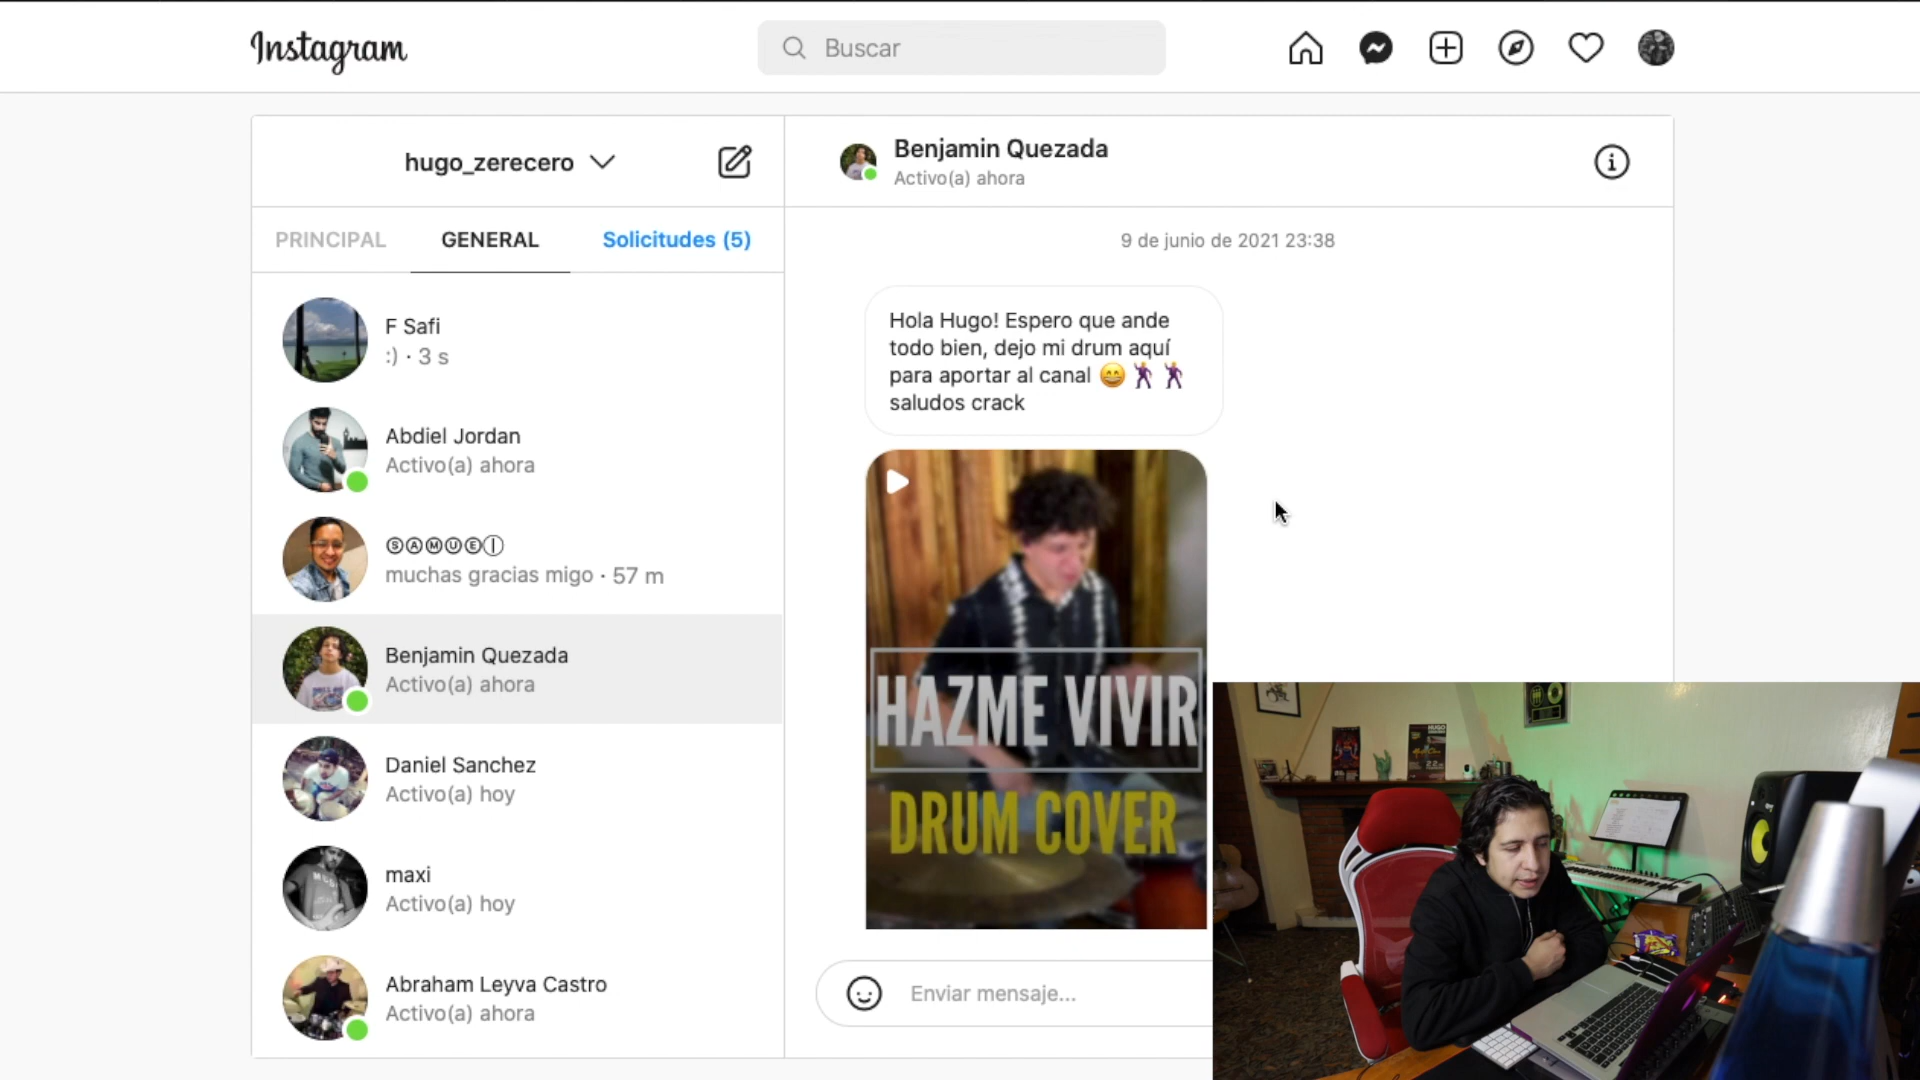 Instagram
Buscar
hugo_zerecero
PRINCIPAL
GENERAL
Solicitudes (5)
F Safi
:) · 3 s
Abdiel Jordan
Activo(a) ahora
ⓈⒶⓂⓊⒺⒾ
muchas gracias migo · 57 m
Benjamin Quezada
Activo(a) ahora
Daniel Sanchez
Activo(a) hoy
maxi
Activo(a) hoy
Abraham Leyva Castro
Activo(a) ahora
Benjamin Quezada
Activo(a) ahora
9 de junio de 2021 23:38
Hola Hugo! Espero que ande
todo bien, dejo mi drum aquí
para aportar al canal 😄 🕺 🕺
saludos crack
HAZME VIVIR
DRUM COVER
Enviar mensaje...
HUGO